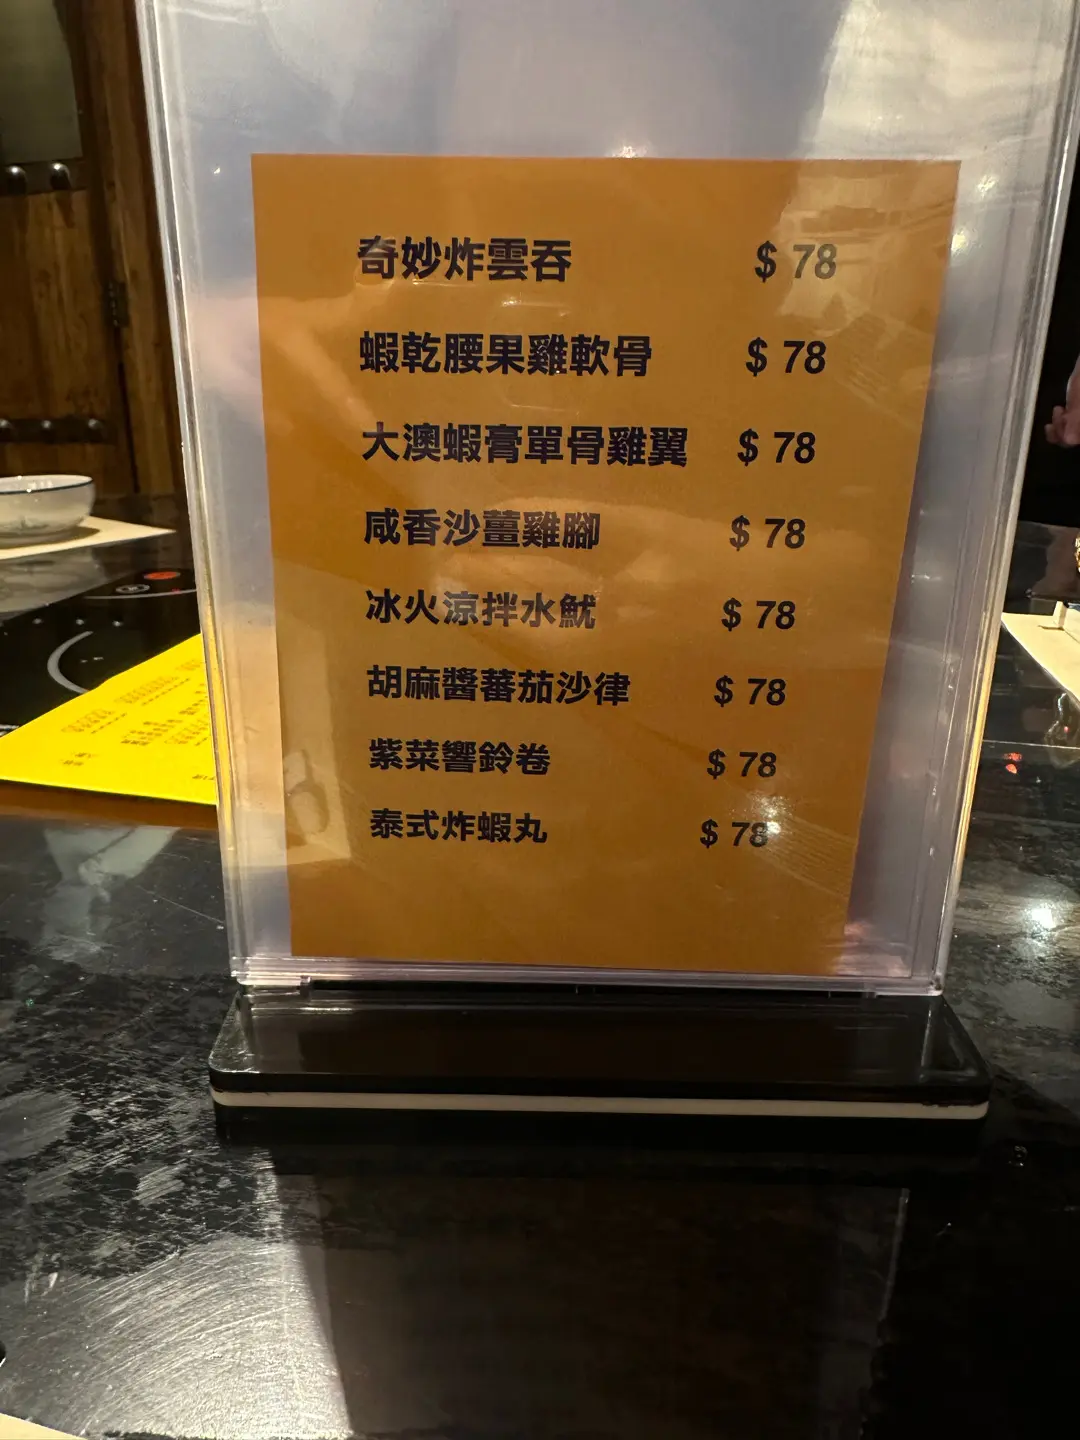 奇妙炸雲吞 $ 78
蝦乾腰果雞軟骨 $ 78
大澳蝦膏單骨雞翼 $ 78
咸香沙薑雞腳 $ 78
冰火涼拌水魷 $ 78
胡麻醬蕃茄沙律 $ 78
紫菜響鈴卷 $ 78
泰式炸蝦丸 $ 78